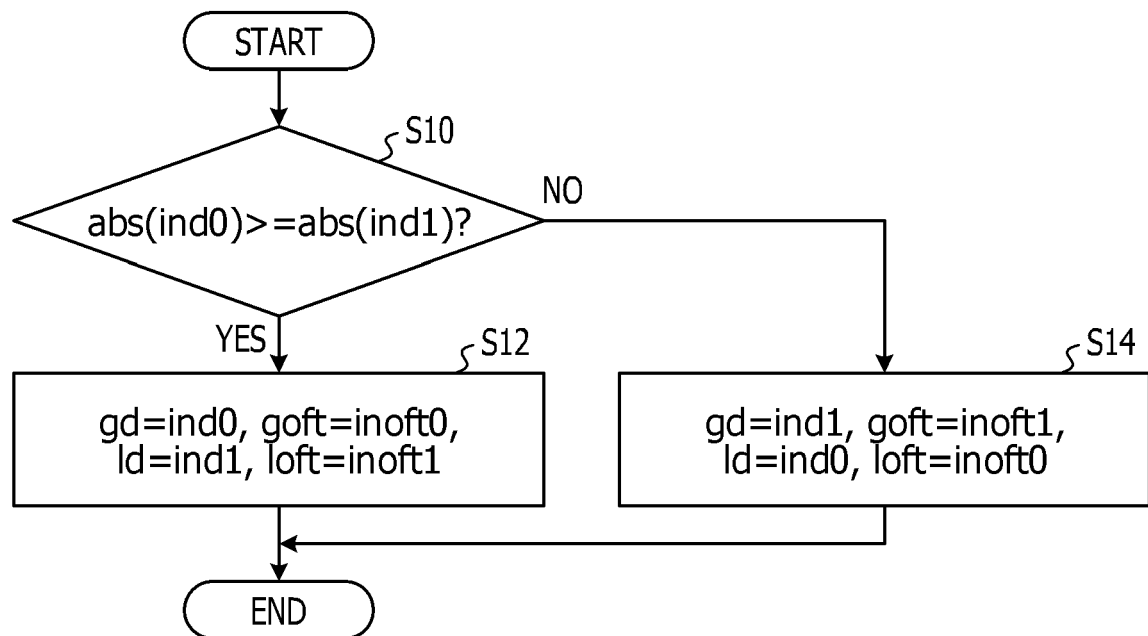 START
S10
abs(ind0)>=abs(ind1)?
NO
YES
S12
gd=ind0, goft=inoft0,
ld=ind1, loft=inoft1
S14
gd=ind1, goft=inoft1,
ld=ind0, loft=inoft0
END